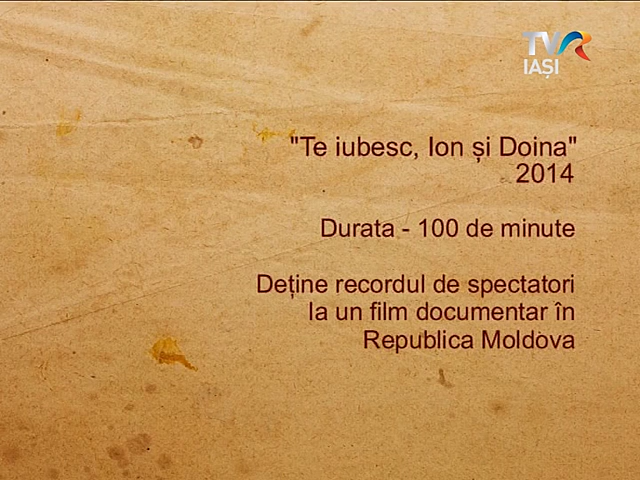 TVR
IAȘI
"Te iubesc, Ion și Doina"
2014
Durata - 100 de minute
Deține recordul de spectatori
la un film documentar în
Republica Moldova